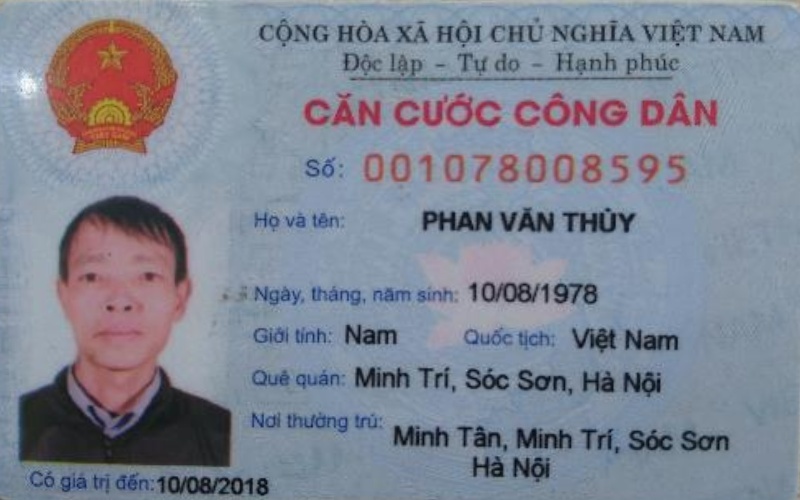 CỘNG HÒA XÃ HỘI CHỦ NGHĨA VIỆT NAM
Độc lập - Tự do - Hạnh phúc
CĂN CƯỚC CÔNG DÂN
Số: 001078008595
Họ và tên: PHAN VĂN THỦY
Ngày, tháng, năm sinh: 10/08/1978
Giới tính: Nam Quốc tịch: Việt Nam
Quê quán: Minh Trí, Sóc Sơn, Hà Nội
Nơi thường trú: Minh Tân, Minh Trí, Sóc Sơn
Hà Nội
Có giá trị đến: 10/08/2018